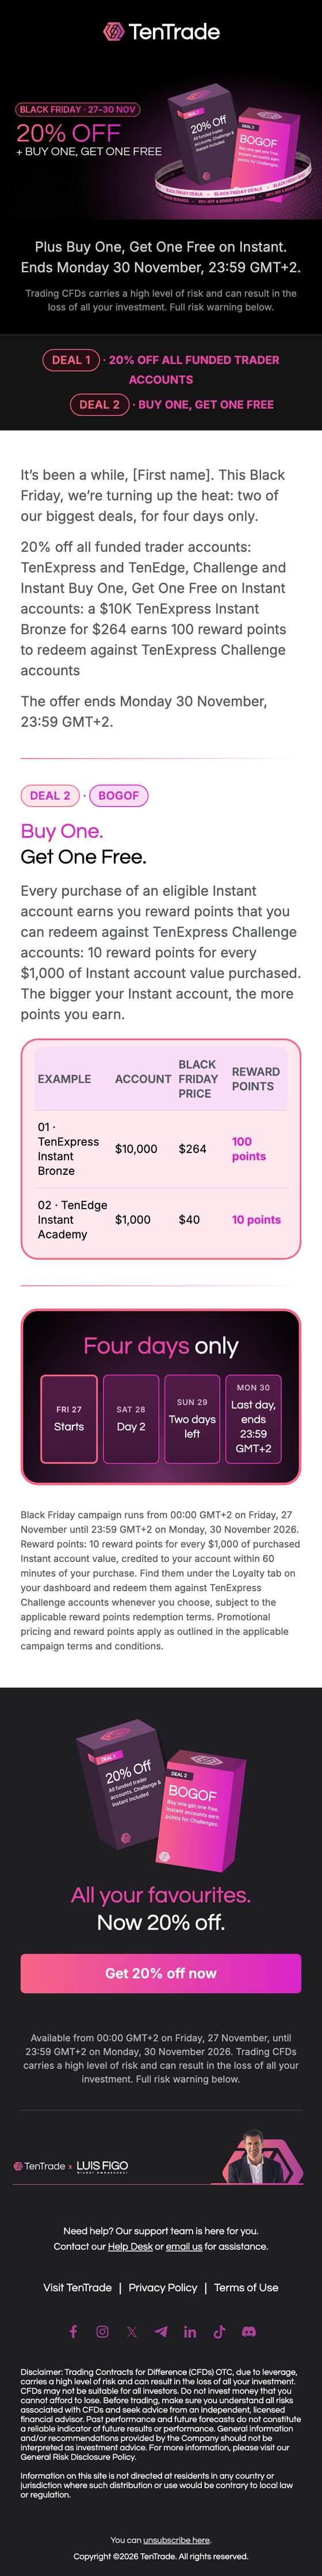 TenTrade
BLACK FRIDAY · 27–30 NOV
20% OFF
+ BUY ONE, GET ONE FREE
DEAL 1
20% Off
All funded trader accounts. Challenge & Instant included
DEAL 2
BOGOF
Buy one get one free. Instant accounts earn points for Challenges.
Plus Buy One, Get One Free on Instant.
Ends Monday 30 November, 23:59 GMT+2.
Trading CFDs carries a high level of risk and can result in the
loss of all your investment. Full risk warning below.
DEAL 1 · 20% OFF ALL FUNDED TRADER
ACCOUNTS
DEAL 2 · BUY ONE, GET ONE FREE
It’s been a while, [First name]. This Black
Friday, we’re turning up the heat: two of
our biggest deals, for four days only.
20% off all funded trader accounts:
TenExpress and TenEdge, Challenge and
Instant Buy One, Get One Free on Instant
accounts: a $10K TenExpress Instant
Bronze for $264 earns 100 reward points
to redeem against TenExpress Challenge
accounts
The offer ends Monday 30 November,
23:59 GMT+2.
DEAL 2 · BOGOF
Buy One.
Get One Free.
Every purchase of an eligible Instant
account earns you reward points that you
can redeem against TenExpress Challenge
accounts: 10 reward points for every
$1,000 of Instant account value purchased.
The bigger your Instant account, the more
points you earn.
EXAMPLE ACCOUNT BLACK FRIDAY PRICE REWARD POINTS
01 · TenExpress Instant Bronze $10,000 $264 100 points
02 · TenEdge Instant Academy $1,000 $40 10 points
Four days only
FRI 27
Starts
SAT 28
Day 2
SUN 29
Two days
left
MON 30
Last day,
ends
23:59
GMT+2
Black Friday campaign runs from 00:00 GMT+2 on Friday, 27
November until 23:59 GMT+2 on Monday, 30 November 2026.
Reward points: 10 reward points for every $1,000 of purchased
Instant account value, credited to your account within 60
minutes of your purchase. Find them under the Loyalty tab on
your dashboard and redeem them against TenExpress
Challenge accounts whenever you choose, subject to the
applicable reward points redemption terms. Promotional
pricing and reward points apply as outlined in the applicable
campaign terms and conditions.
DEAL 1
20% Off
All funded trader
accounts. Challenge &
Instant included
DEAL 2
BOGOF
Buy one get one free.
Instant accounts earn
points for Challenges.
All your favourites.
Now 20% off.
Get 20% off now
Available from 00:00 GMT+2 on Friday, 27 November, until
23:59 GMT+2 on Monday, 30 November 2026. Trading CFDs
carries a high level of risk and can result in the loss of all your
investment. Full risk warning below.
TenTrade x LUIS FIGO
Global Ambassador
Need help? Our support team is here for you.
Contact our Help Desk or email us for assistance.
Visit TenTrade | Privacy Policy | Terms of Use
Disclaimer: Trading Contracts for Difference (CFDs) OTC, due to leverage,
carries a high level of risk and can result in the loss of all your investment.
CFDs may not be suitable for all investors. Do not invest money that you
cannot afford to lose. Before trading, make sure you understand all risks
associated with CFDs and seek advice from an independent, licensed
financial advisor. Past performance and future forecasts do not constitute
a reliable indicator of future results or performance. General information
and/or recommendations provided by the Company should not be
interpreted as investment advice. For more information, please visit our
General Risk Disclosure Policy.
Information on this site is not directed at residents in any country or
jurisdiction where such distribution or use would be contrary to local law
or regulation.
You can unsubscribe here.
Copyright ©2026 TenTrade. All rights reserved.